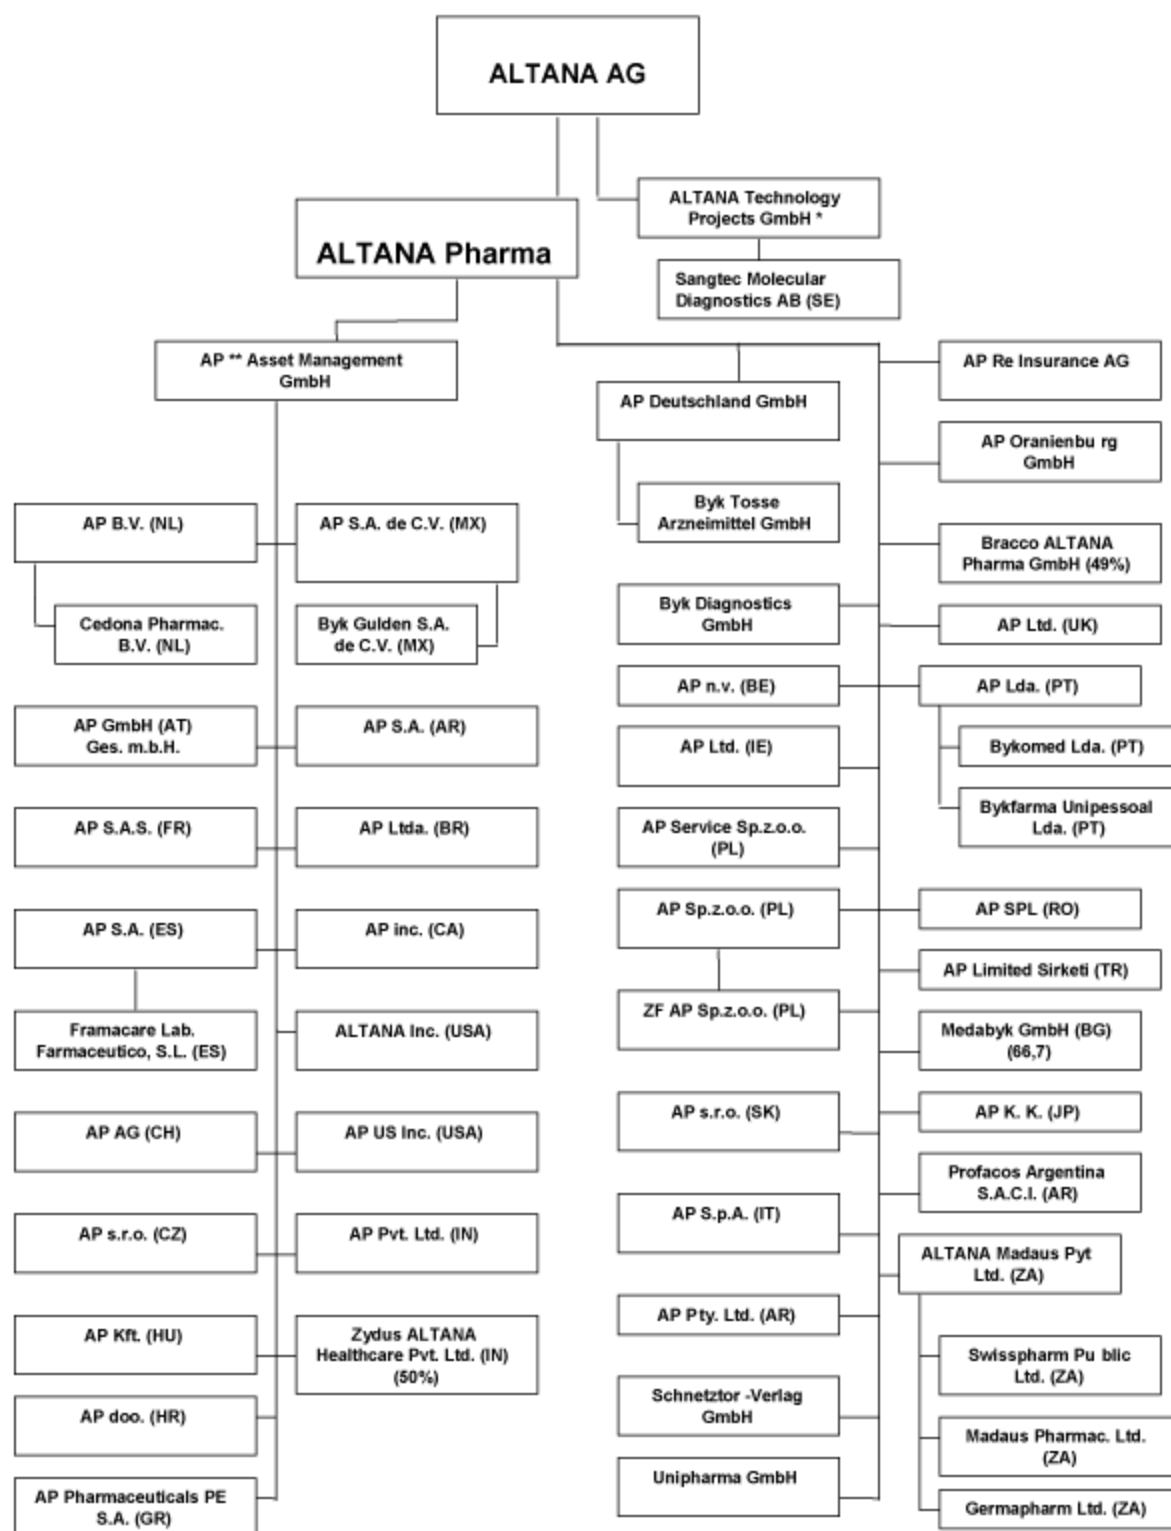 ALTANA AG
ALTANA Technology
Projects GmbH *
ALTANA Pharma
Sangtec Molecular
Diagnostics AB (SE)
AP ** Asset Management
GmbH
AP B.V. (NL)
AP S.A. de C.V. (MX)
Cedona Pharmac.
B.V. (NL)
Byk Gulden S.A.
de C.V. (MX)
AP GmbH (AT)
Ges. m.b.H.
AP S.A. (AR)
AP S.A.S. (FR)
AP Ltda. (BR)
AP S.A. (ES)
AP inc. (CA)
Framacare Lab.
Farmaceutico, S.L. (ES)
ALTANA Inc. (USA)
AP AG (CH)
AP US Inc. (USA)
AP s.r.o. (CZ)
AP Pvt. Ltd. (IN)
AP Kft. (HU)
Zydus ALTANA
Healthcare Pvt. Ltd. (IN)
(50%)
AP doo. (HR)
AP Pharmaceuticals PE
S.A. (GR)
AP Deutschland GmbH
Byk Tosse
Arzneimittel GmbH
Byk Diagnostics
GmbH
AP n.v. (BE)
AP Ltd. (IE)
AP Service Sp.z.o.o.
(PL)
AP Sp.z.o.o. (PL)
ZF AP Sp.z.o.o. (PL)
AP s.r.o. (SK)
AP S.p.A. (IT)
AP Pty. Ltd. (AR)
Schnetztor -Verlag
GmbH
Unipharma GmbH
AP Re Insurance AG
AP Oranienbu rg
GmbH
Bracco ALTANA
Pharma GmbH (49%)
AP Ltd. (UK)
AP Lda. (PT)
Bykomed Lda. (PT)
Bykfarma Unipessoal
Lda. (PT)
AP SPL (RO)
AP Limited Sirketi (TR)
Medabyk GmbH (BG)
(66,7)
AP K. K. (JP)
Profacos Argentina
S.A.C.I. (AR)
ALTANA Madaus Pyt
Ltd. (ZA)
Swisspharm Pu blic
Ltd. (ZA)
Madaus Pharmac. Ltd.
(ZA)
Germapharm Ltd. (ZA)